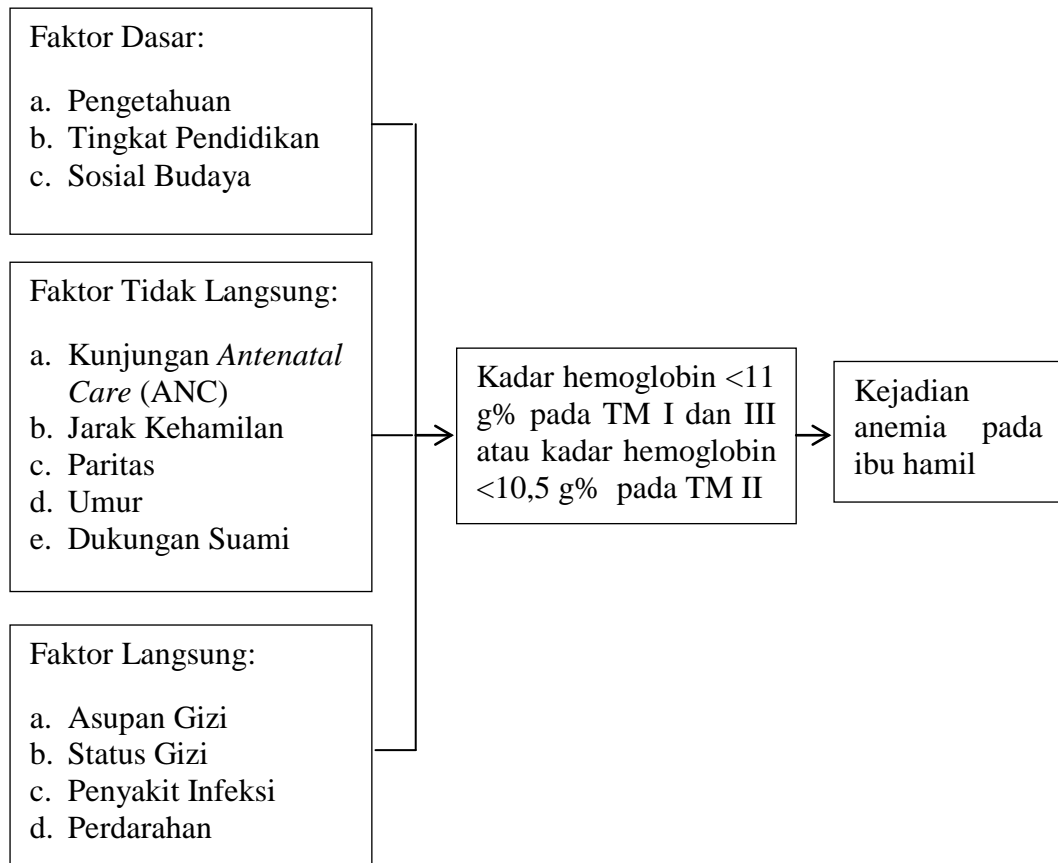 Faktor Dasar:
a. Pengetahuan
b. Tingkat Pendidikan
c. Sosial Budaya
Faktor Tidak Langsung:
a. Kunjungan Antenatal
Care (ANC)
b. Jarak Kehamilan
c. Paritas
d. Umur
e. Dukungan Suami
Faktor Langsung:
a. Asupan Gizi
b. Status Gizi
c. Penyakit Infeksi
d. Perdarahan
Kadar hemoglobin <11
g% pada TM I dan III
atau kadar hemoglobin
<10,5 g% pada TM II
Kejadian
anemia pada
ibu hamil